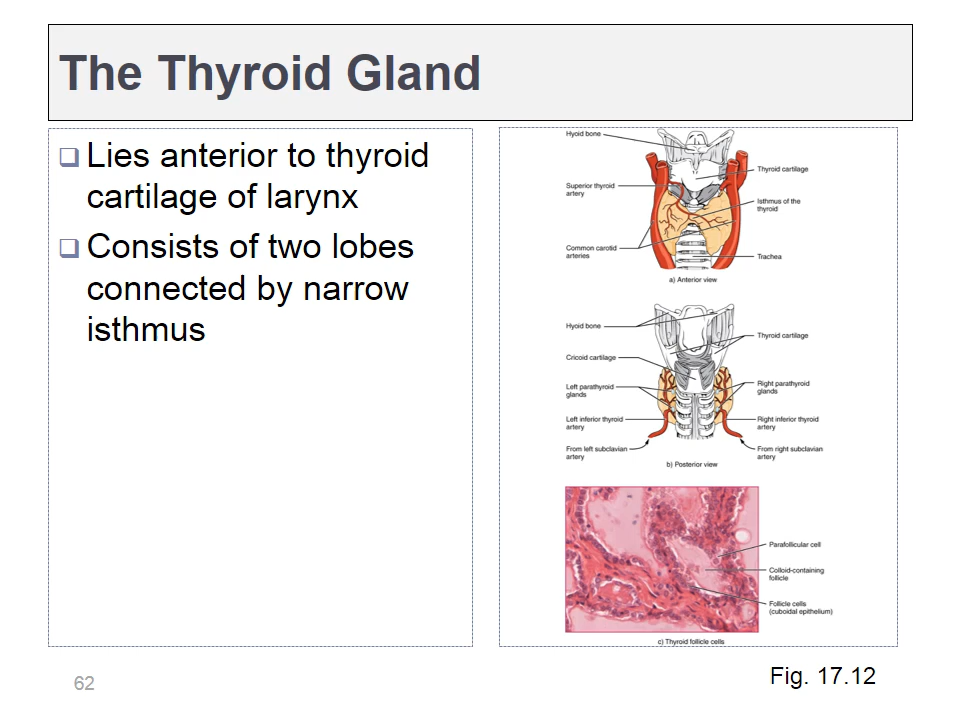 The Thyroid Gland
Lies anterior to thyroid
cartilage of larynx
Consists of two lobes
connected by narrow
isthmus
Hyoid bone
Thyroid cartilage
Superior thyroid
artery
Isthmus of the
thyroid
Common carotid
arteries
Trachea
a) Anterior view
Hyoid bone
Thyroid cartilage
Cricoid cartilage
Left parathyroid
glands
Right parathyroid
glands
Left inferior thyroid
artery
Right inferior thyroid
artery
From left subclavian
artery
From right subclavian
artery
b) Posterior view
Parafollicular cell
Colloid-containing
follicle
Follicle cells
(cuboidal epithelium)
c) Thyroid follicle cells
62
Fig. 17.12